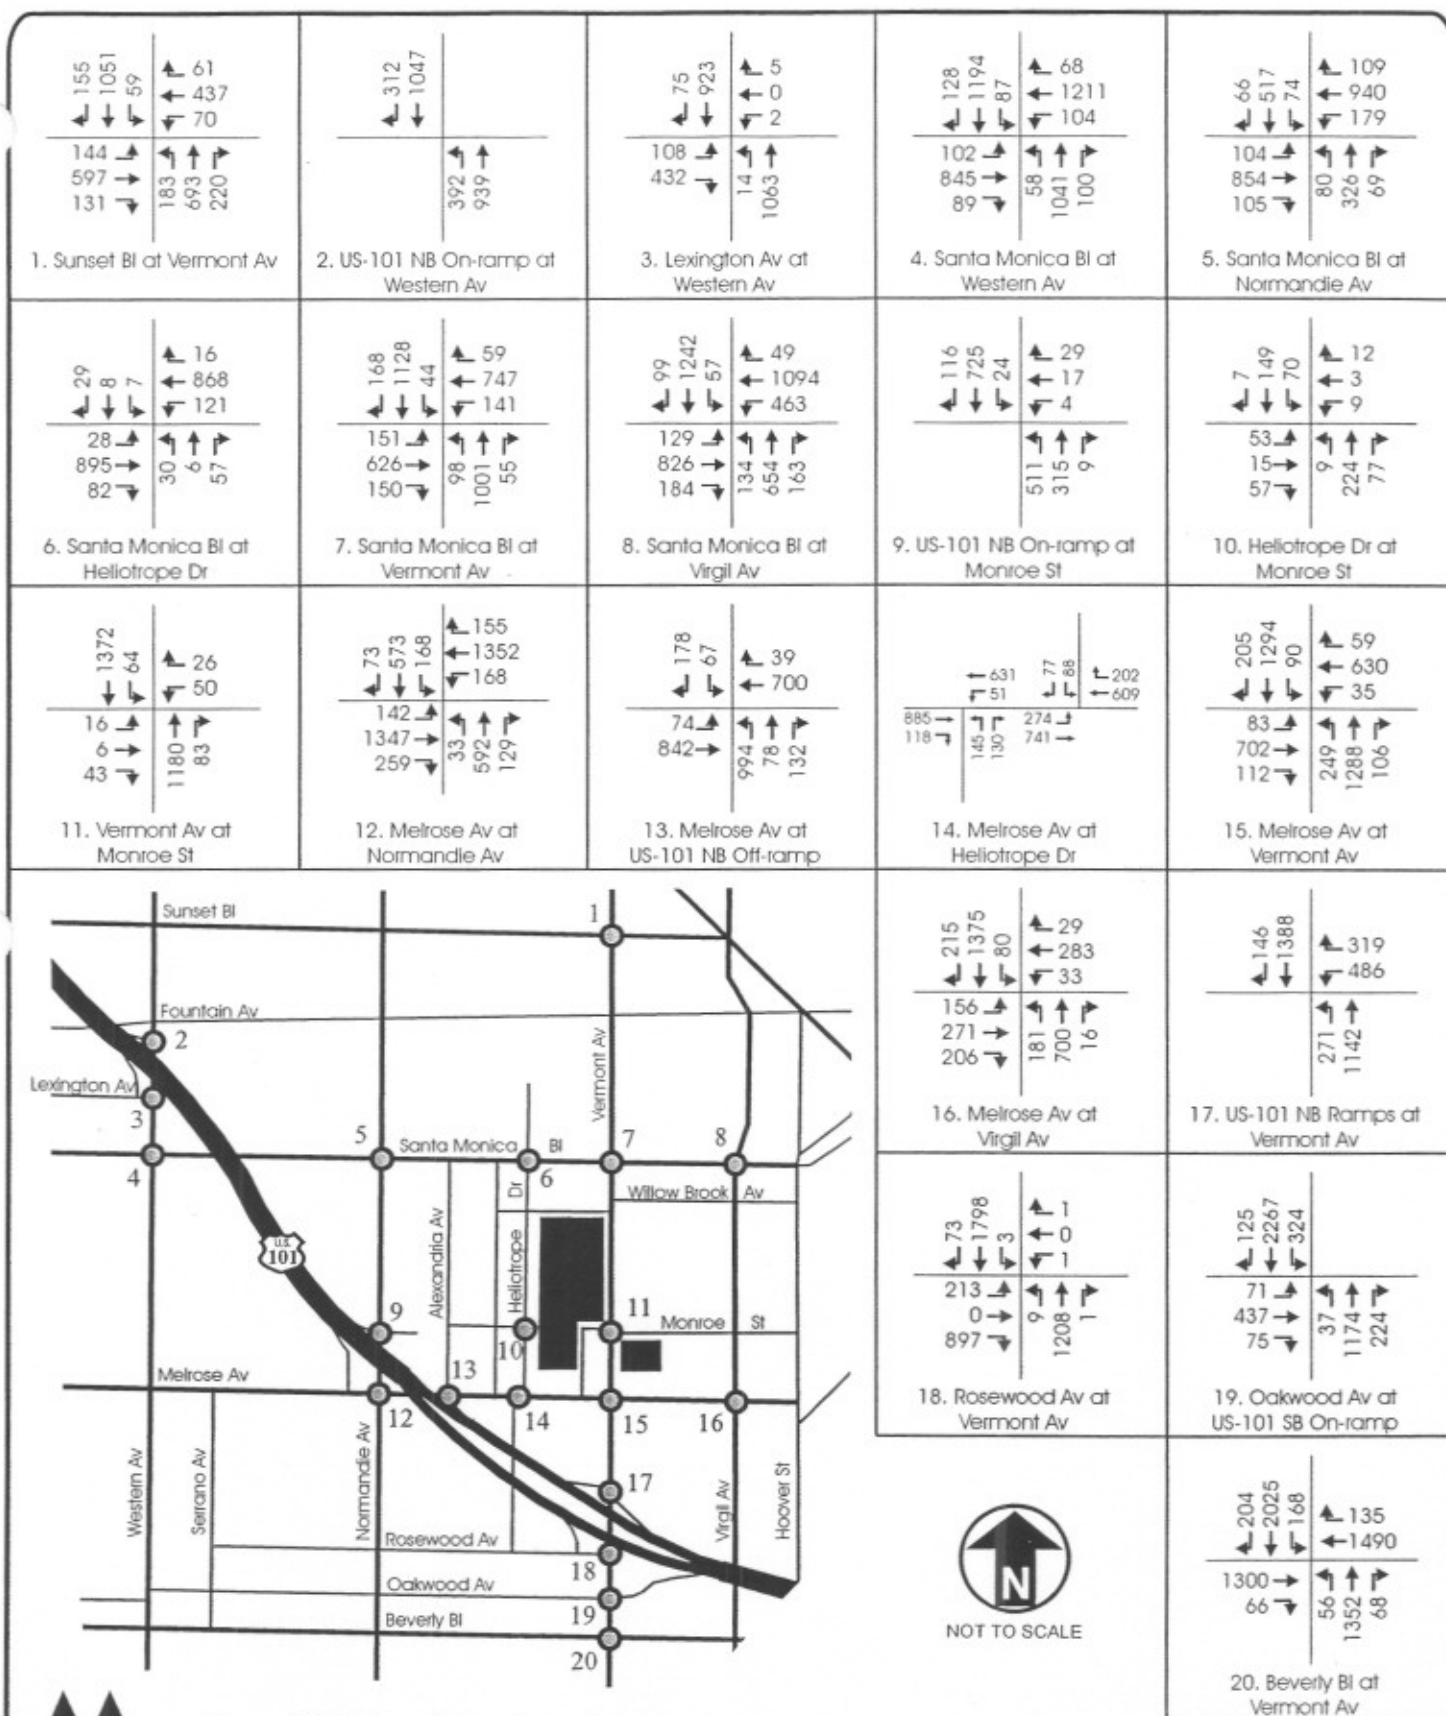 155 1051 59
61
437
70
144
597
131
183 693 220
1. Sunset Bl at Vermont Av
312 1047
392 939
2. US-101 NB On-ramp at
Western Av
75 923
5
0
2
108
432
14 1063
3. Lexington Av at
Western Av
128 1194 87
68
1211
104
102
845
89
58 1041 100
4. Santa Monica Bl at
Western Av
66 517 74
109
940
179
104
854
105
80 326 69
5. Santa Monica Bl at
Normandie Av
29 8 7
16
868
121
28
895
82
30 6 57
6. Santa Monica Bl at
Heliotrope Dr
168 1128 44
59
747
141
151
626
150
98 1001 55
7. Santa Monica Bl at
Vermont Av
99 1242 57
49
1094
463
129
826
184
134 654 163
8. Santa Monica Bl at
Virgil Av
116 725 24
29
17
4
511 315 9
9. US-101 NB On-ramp at
Monroe St
7 149 70
12
3
9
53
15
57
9 224 77
10. Heliotrope Dr at
Monroe St
1372 64
26
50
16
6
43
1180 83
11. Vermont Av at
Monroe St
73 573 168
155
1352
168
142
1347
259
33 592 129
12. Melrose Av at
Normandie Av
178 67
39
700
74
842
994 78 132
13. Melrose Av at
US-101 NB Off-ramp
631
51
77 88
202
609
885
118
145 130
274
741
14. Melrose Av at
Heliotrope Dr
205 1294 90
59
630
35
83
702
112
249 1288 106
15. Melrose Av at
Vermont Av
215 1375 80
29
283
33
156
271
206
181 700 16
16. Melrose Av at
Virgil Av
146 1388
319
486
271 1142
17. US-101 NB Ramps at
Vermont Av
73 1798 3
1
0
1
213
0
897
9 1208 1
18. Rosewood Av at
Vermont Av
125 2267 324
71
437
75
37 1174 224
19. Oakwood Av at
US-101 SB On-ramp
204 2025 168
135
1490
1300
66
56 1352 68
20. Beverly Bl at
Vermont Av
Sunset Bl
1
Fountain Av
2
Vermont Av
Lexington Av
3
4
5
Santa Monica Bl
6
7
8
Dr
Willow Brook Av
Heliotrope
Alexandria Av
U.S.
101
9
10
11
Monroe St
Melrose Av
13
12
14
15
16
Western Av
Serrano Av
Normandie Av
17
Virgil Av
Hoover St
Rosewood Av
18
Oakwood Av
19
Beverly Bl
20
N
NOT TO SCALE